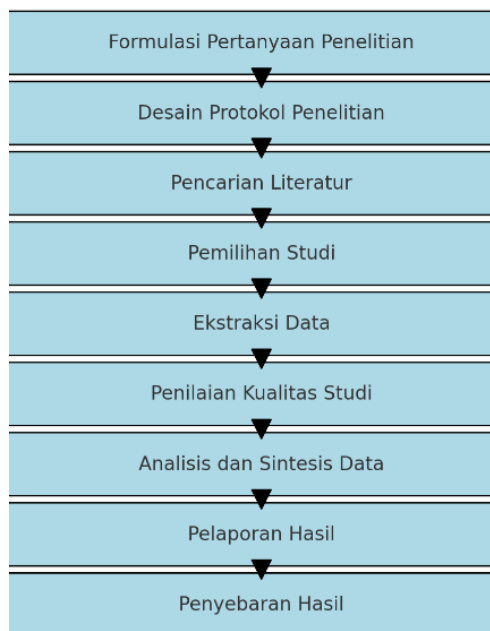 Formulasi Pertanyaan Penelitian
Desain Protokol Penelitian
Pencarian Literatur
Pemilihan Studi
Ekstraksi Data
Penilaian Kualitas Studi
Analisis dan Sintesis Data
Pelaporan Hasil
Penyebaran Hasil